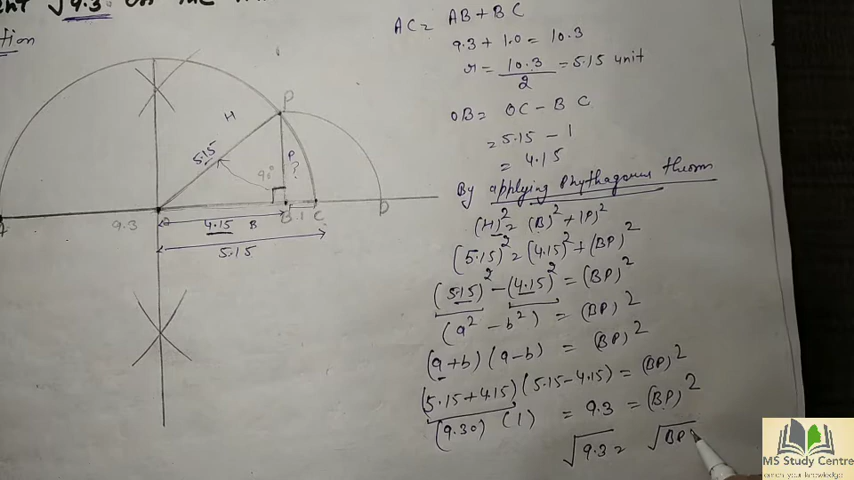 √9.3
tion
AC = AB + BC
9.3 + 1.0 = 10.3
r = 10.3/2 = 5.15 unit
OB = OC - BC
= 5.15 - 1
= 4.15
By applying Phythagorus theorem
(H)² = (B)² + (P)²
(5.15)² = (4.15)² + (BP)²
(5.15)² - (4.15)² = (BP)²
(a² - b²) = (BP)²
(a+b) (a-b) = (BP)²
(5.15+4.15) (5.15-4.15) = (BP)²
(9.30) (1) = 9.3 = (BP)²
√9.3 = √BP
P
H
5.15
P
?
90°
A
9.3
O
4.15 B
B
1
C
D
5.15
MS Study Centre